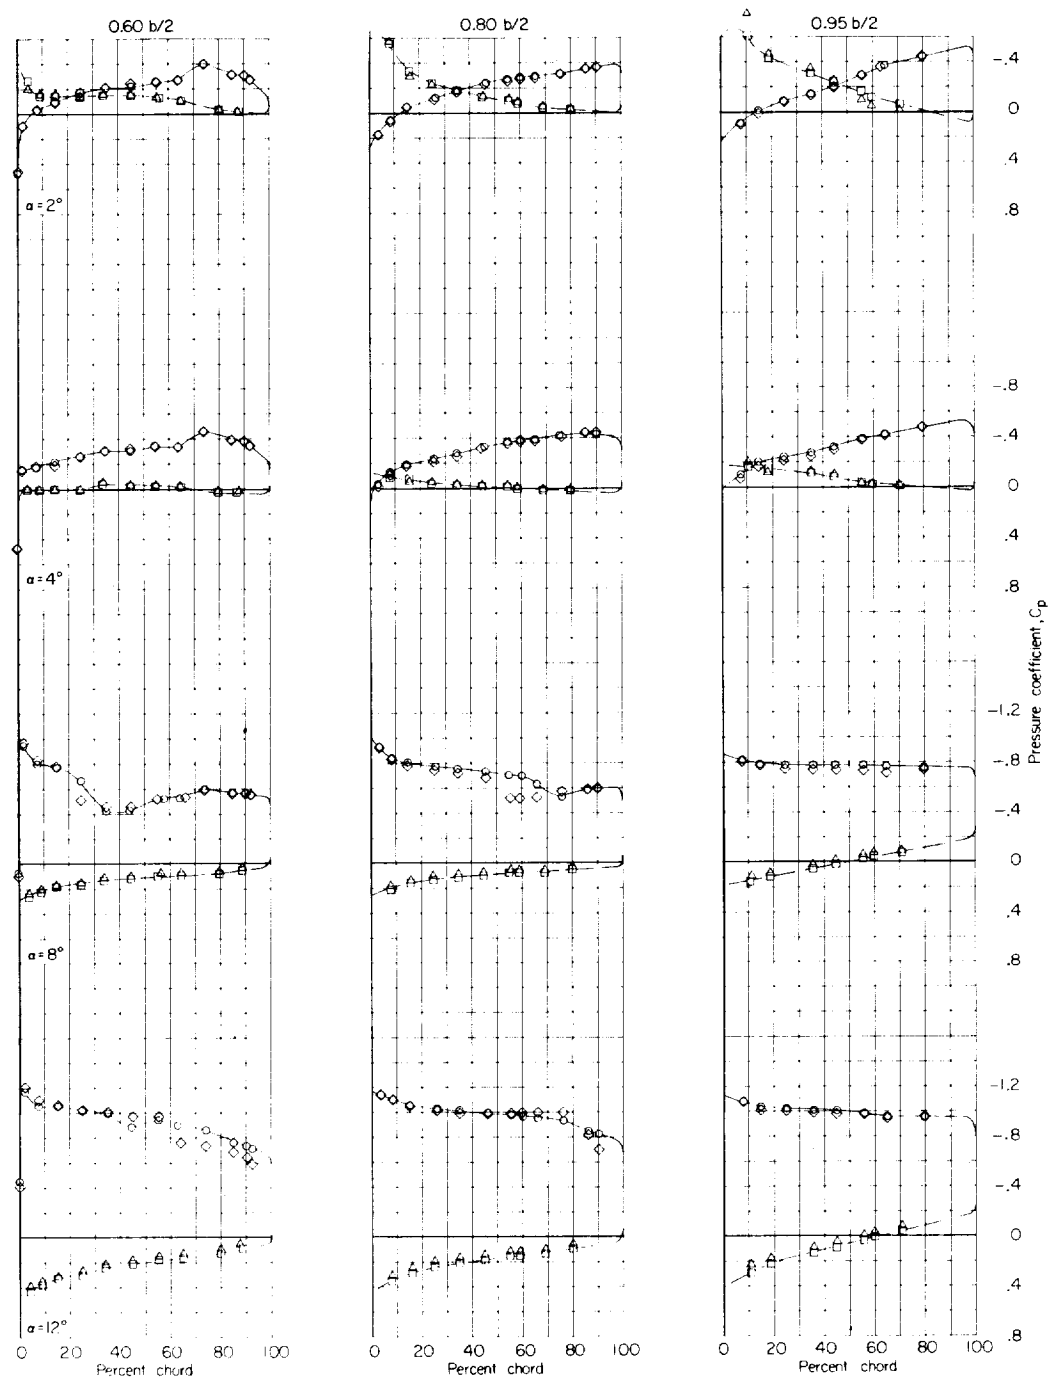 0.60 b/2
0.80 b/2
0.95 b/2
-.4
0
.4
α=2°
.8
-.8
-.4
0
.4
α=4°
.8
Pressure coefficient, Cp
-1.2
-.8
-.4
0
.4
α=8°
.8
-1.2
-.8
-.4
0
.4
α=12°
.8
0 20 40 60 80 100
0 20 40 60 80 100
0 20 40 60 80 100
Percent chord
Percent chord
Percent chord